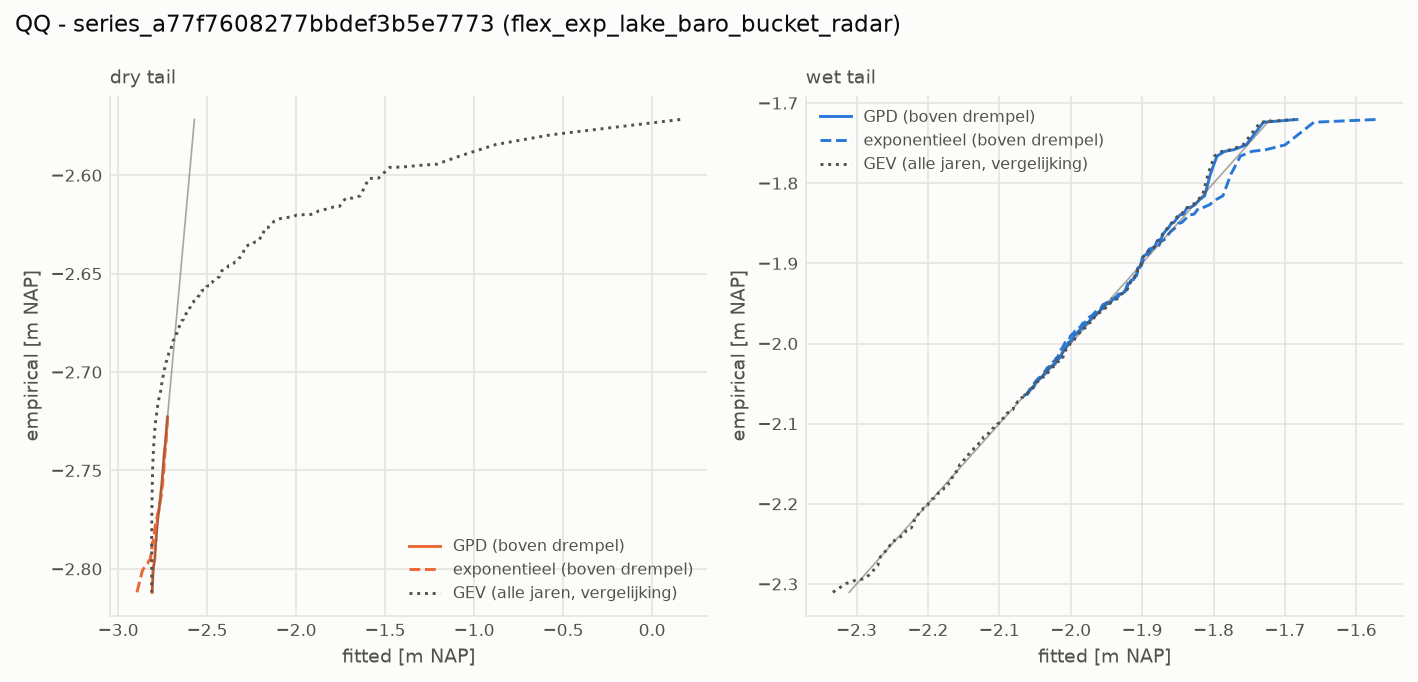 QQ - series_a77f7608277bbdef3b5e7773 (flex_exp_lake_baro_bucket_radar)
dry tail
empirical [m NAP]
−2.60
−2.65
−2.70
−2.75
−2.80
GPD (boven drempel)
exponentieel (boven drempel)
GEV (alle jaren, vergelijking)
−3.0 −2.5 −2.0 −1.5 −1.0 −0.5 0.0
fitted [m NAP]
wet tail
empirical [m NAP]
−1.7
−1.8
−1.9
−2.0
−2.1
−2.2
−2.3
GPD (boven drempel)
exponentieel (boven drempel)
GEV (alle jaren, vergelijking)
−2.3 −2.2 −2.1 −2.0 −1.9 −1.8 −1.7 −1.6
fitted [m NAP]